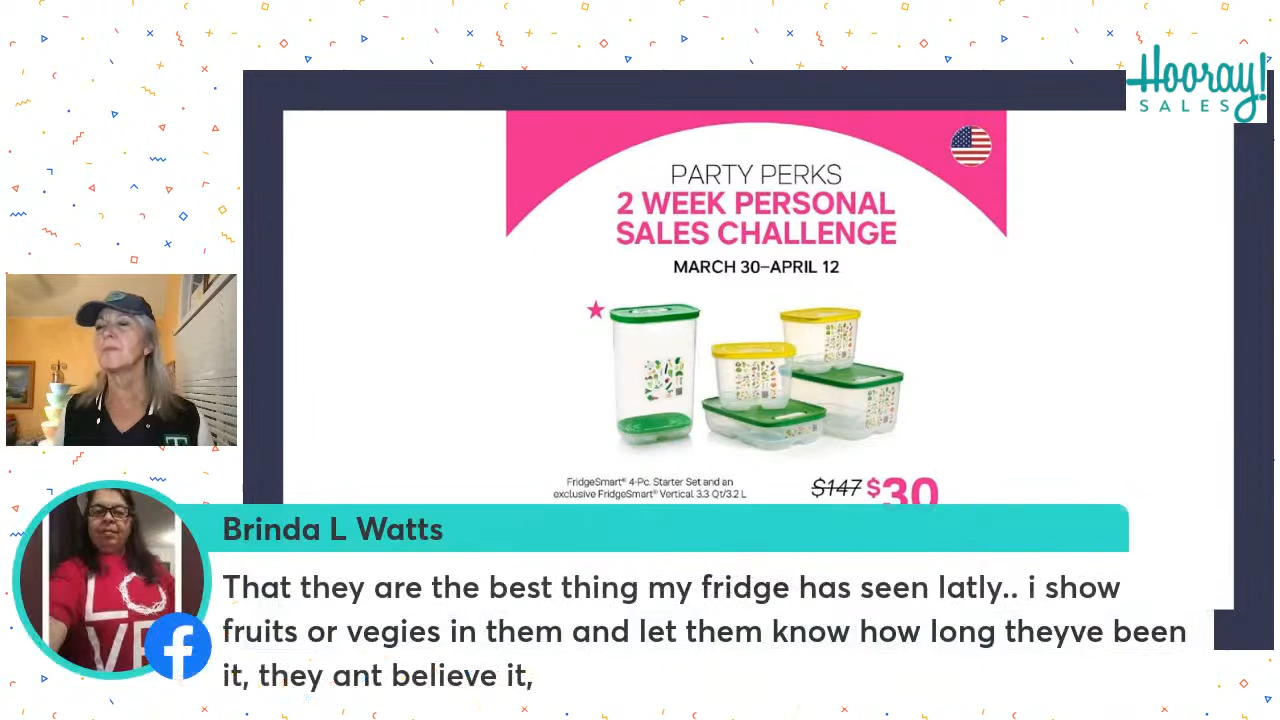 Hooray!
SALES
PARTY PERKS
2 WEEK PERSONAL
SALES CHALLENGE
MARCH 30–APRIL 12
FridgeSmart® 4-Pc. Starter Set and an
exclusive FridgeSmart® Vertical 3.3 Qt/3.2 L
$147 $30
Brinda L Watts
That they are the best thing my fridge has seen latly.. i show
fruits or vegies in them and let them know how long theyve been
it, they ant believe it,